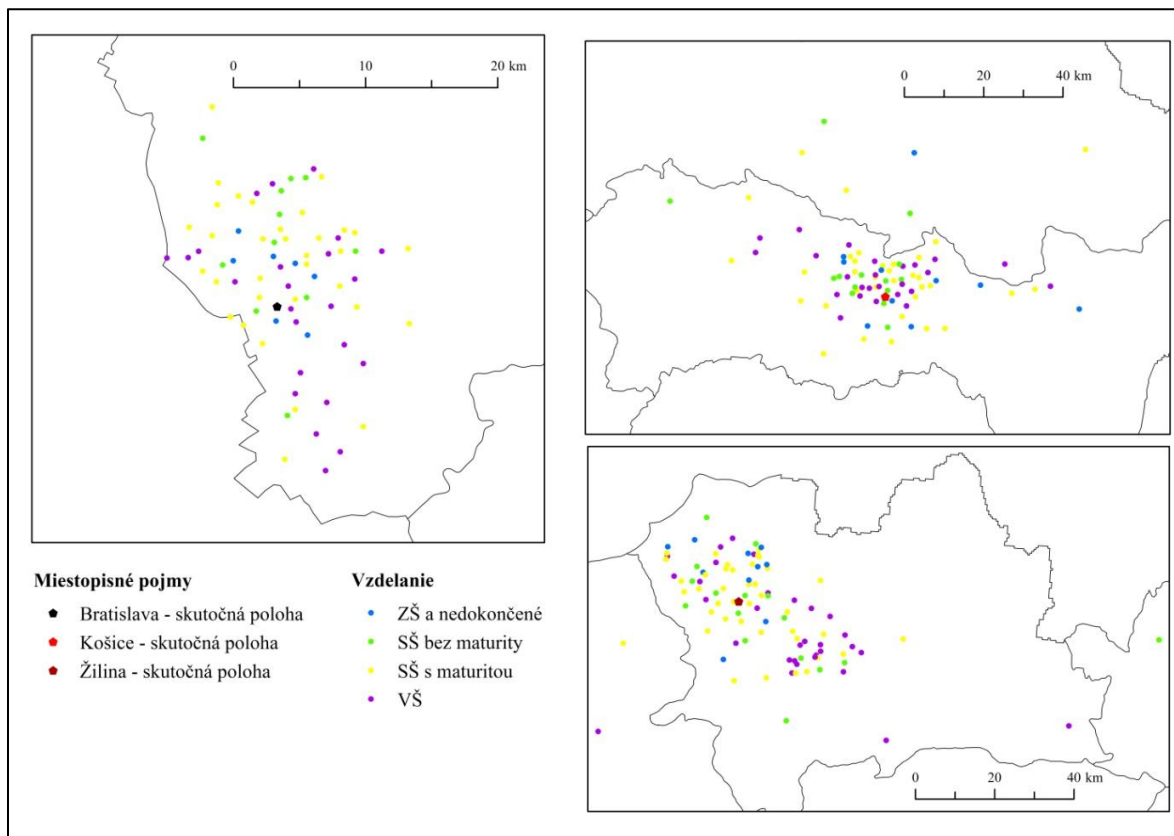 0 10 20 km
0 20 40 km
Miestopisné pojmy
Bratislava - skutočná poloha
Košice - skutočná poloha
Žilina - skutočná poloha
Vzdelanie
ZŠ a nedokončené
SŠ bez maturity
SŠ s maturitou
VŠ
0 20 40 km